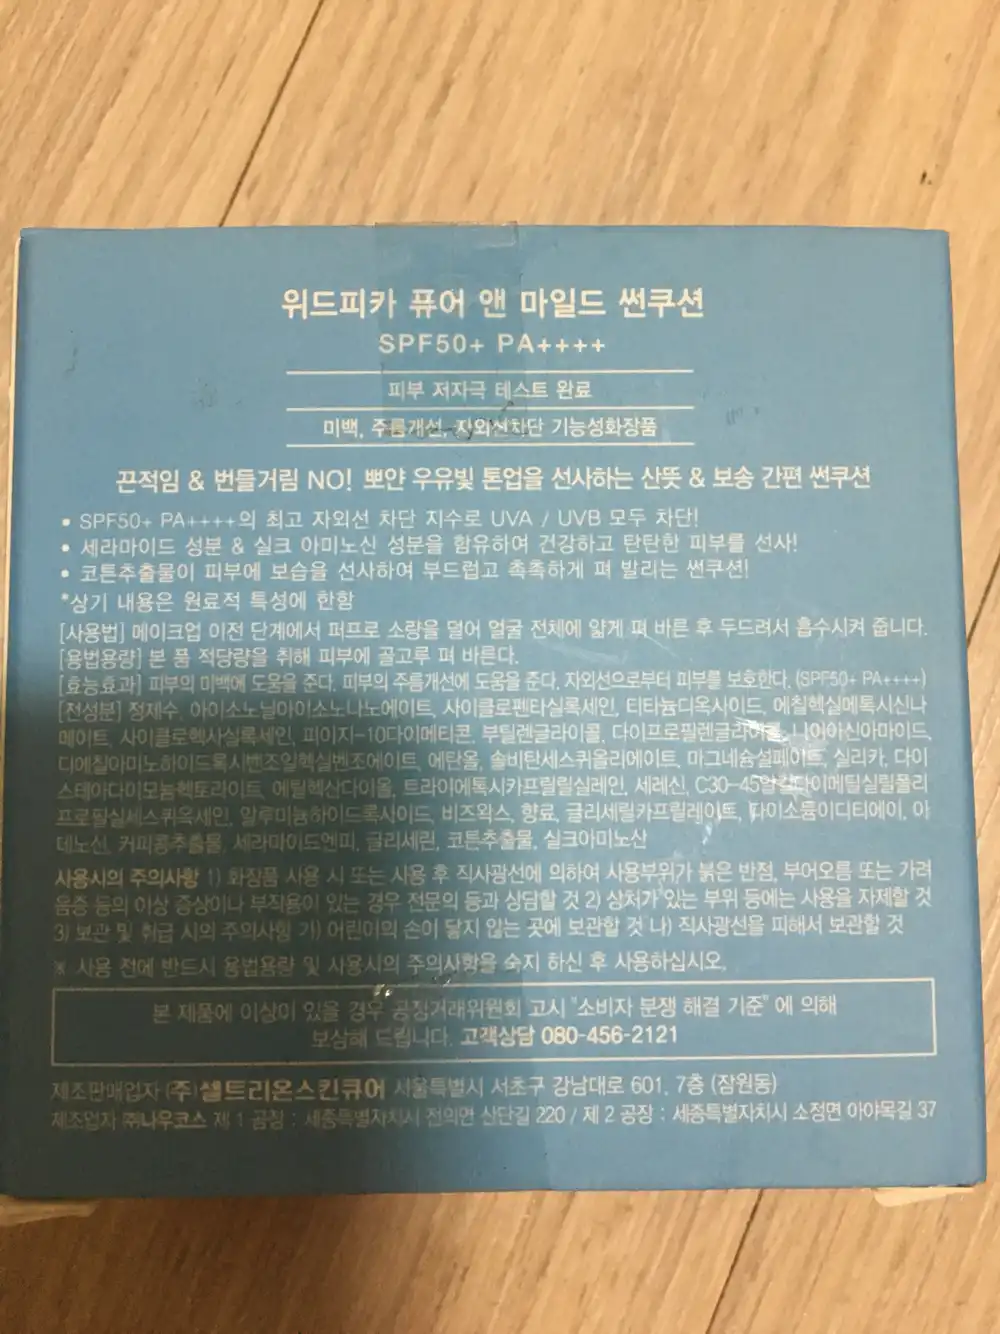 위드피카 퓨어 앤 마일드 썬쿠션
SPF50+ PA++++
피부 저자극 테스트 완료
미백, 주름개선, 자외선차단 기능성화장품
끈적임 & 번들거림 NO! 뽀얀 우유빛 톤업을 선사하는 산뜻 & 보송 간편 썬쿠션
• SPF50+ PA++++의 최고 자외선 차단 지수로 UVA / UVB 모두 차단!
• 세라마이드 성분 & 실크 아미노신 성분을 함유하여 건강하고 탄탄한 피부를 선사!
• 코튼추출물이 피부에 보습을 선사하여 부드럽고 촉촉하게 펴 발리는 썬쿠션!
*상기 내용은 원료적 특성에 한함
[사용법] 메이크업 이전 단계에서 퍼프로 소량을 덜어 얼굴 전체에 얇게 펴 바른 후 두드려서 흡수시켜 줍니다.
[용법용량] 본 품 적당량을 취해 피부에 골고루 펴 바른다.
[효능효과] 피부의 미백에 도움을 준다. 피부의 주름개선에 도움을 준다. 자외선으로부터 피부를 보호한다. (SPF50+ PA++++)
[전성분] 정제수, 아이소노닐아이소노나노에이트, 사이클로펜타실록세인, 티타늄디옥사이드, 에칠헥실메톡시신나
메이트, 사이클로헥사실록세인, 피이지-10다이메티콘, 부틸렌글라이콜, 다이프로필렌글라이콜, 나이아신아마이드,
디에칠아미노하이드록시벤조일헥실벤조에이트, 에탄올, 솔비탄세스퀴올리에이트, 마그네슘설페이트, 실리카, 다이
스테아다이모늄헥토라이트, 에틸헥산다이올, 트라이에톡시카프릴릴실레인, 세레신, C30-45알킬다이메틸실릴폴리
프로필실세스퀴옥세인, 알루미늄하이드록사이드, 비즈왁스, 향료, 글리세릴카프릴레이트, 다이소듐이디티에이, 아
데노신, 커피콩추출물, 세라마이드엔피, 글리세린, 코튼추출물, 실크아미노산
사용시의 주의사항 1) 화장품 사용 시 또는 사용 후 직사광선에 의하여 사용부위가 붉은 반점, 부어오름 또는 가려
움증 등의 이상 증상이나 부작용이 있는 경우 전문의 등과 상담할 것 2) 상처가 있는 부위 등에는 사용을 자제할 것
3) 보관 및 취급 시의 주의사항 가) 어린이의 손이 닿지 않는 곳에 보관할 것 나) 직사광선을 피해서 보관할 것
※ 사용 전에 반드시 용법용량 및 사용시의 주의사항을 숙지 하신 후 사용하십시오.
본 제품에 이상이 있을 경우 공정거래위원회 고시 "소비자 분쟁 해결 기준" 에 의해
보상해 드립니다. 고객상담 080-456-2121
제조판매업자 (주)셀트리온스킨큐어 서울특별시 서초구 강남대로 601, 7층 (잠원동)
제조업자 ㈜나우코스 제 1 공장 : 세종특별자치시 전의면 산단길 220 / 제 2 공장 : 세종특별자치시 소정면 아야목길 37